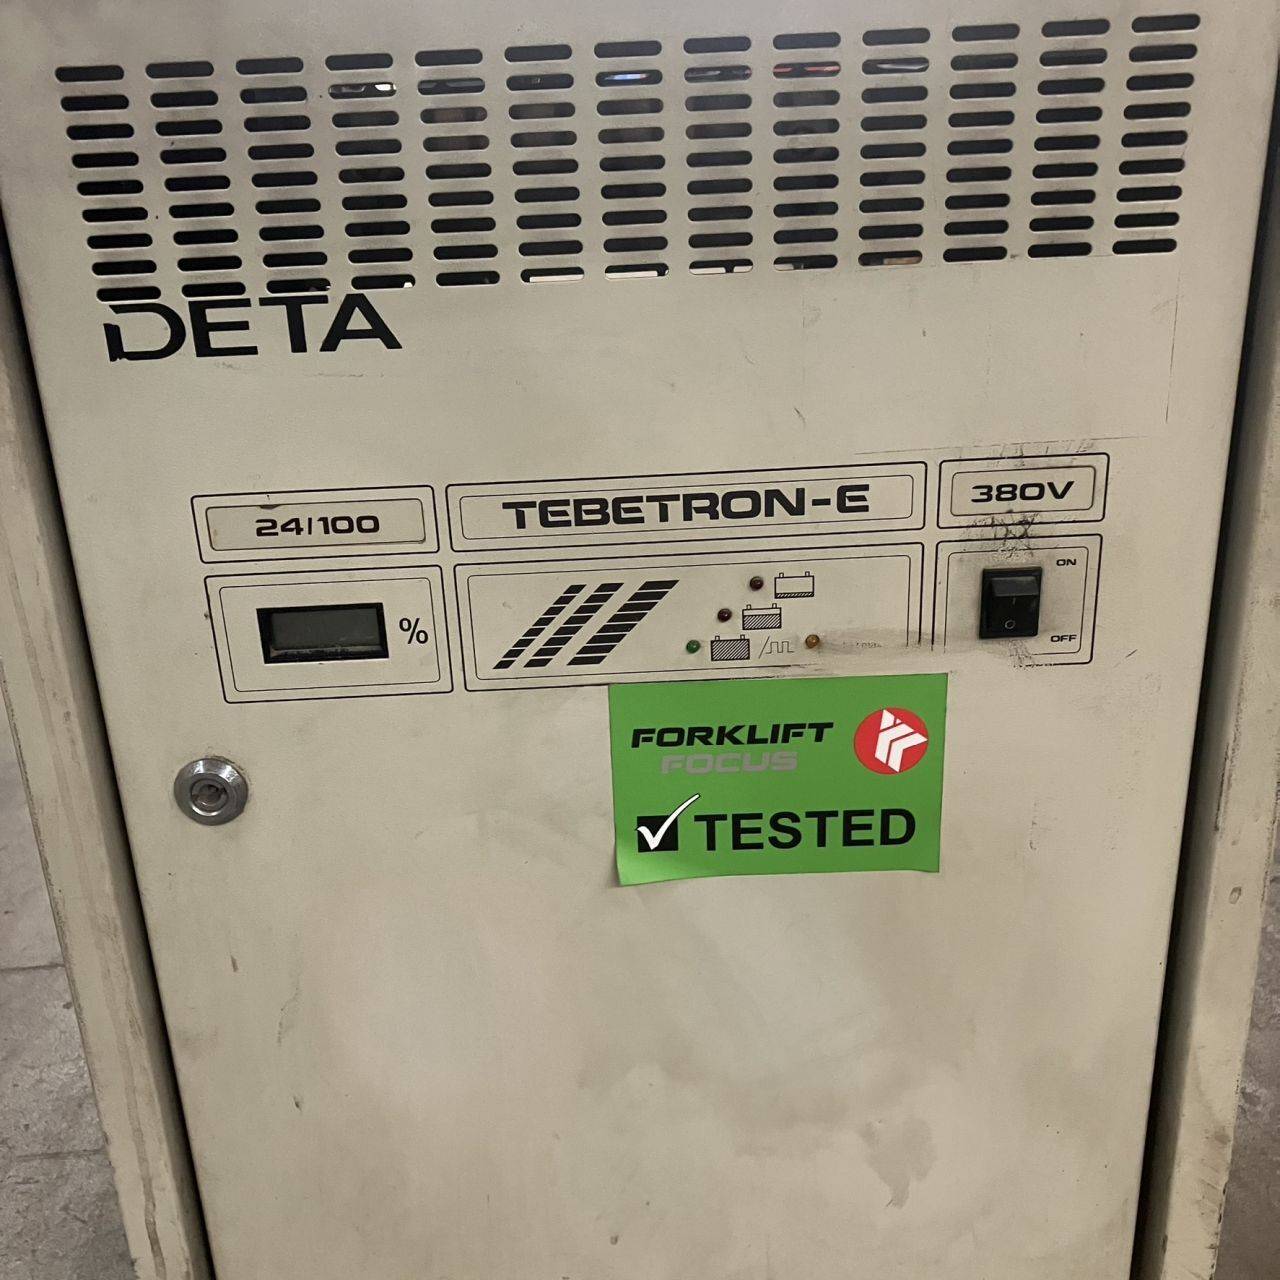 DETA
24/100
TEBETRON-E
380V
%
ON
OFF
FORKLIFT
FOCUS
TESTED